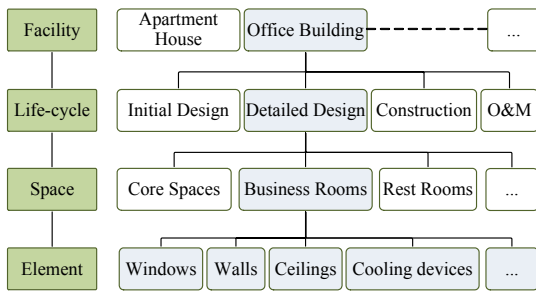 Facility
Apartment
House
Office Building
...
Life-cycle
Initial Design
Detailed Design
Construction
O&M
Space
Core Spaces
Business Rooms
Rest Rooms
...
Element
Windows
Walls
Ceilings
Cooling devices
...